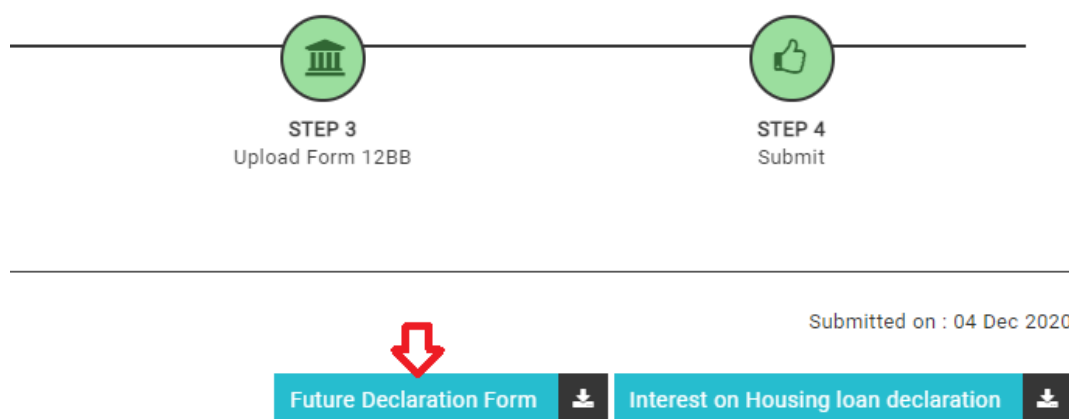 STEP 3
Upload Form 12BB
STEP 4
Submit
Submitted on : 04 Dec 2020
Future Declaration Form
Interest on Housing loan declaration